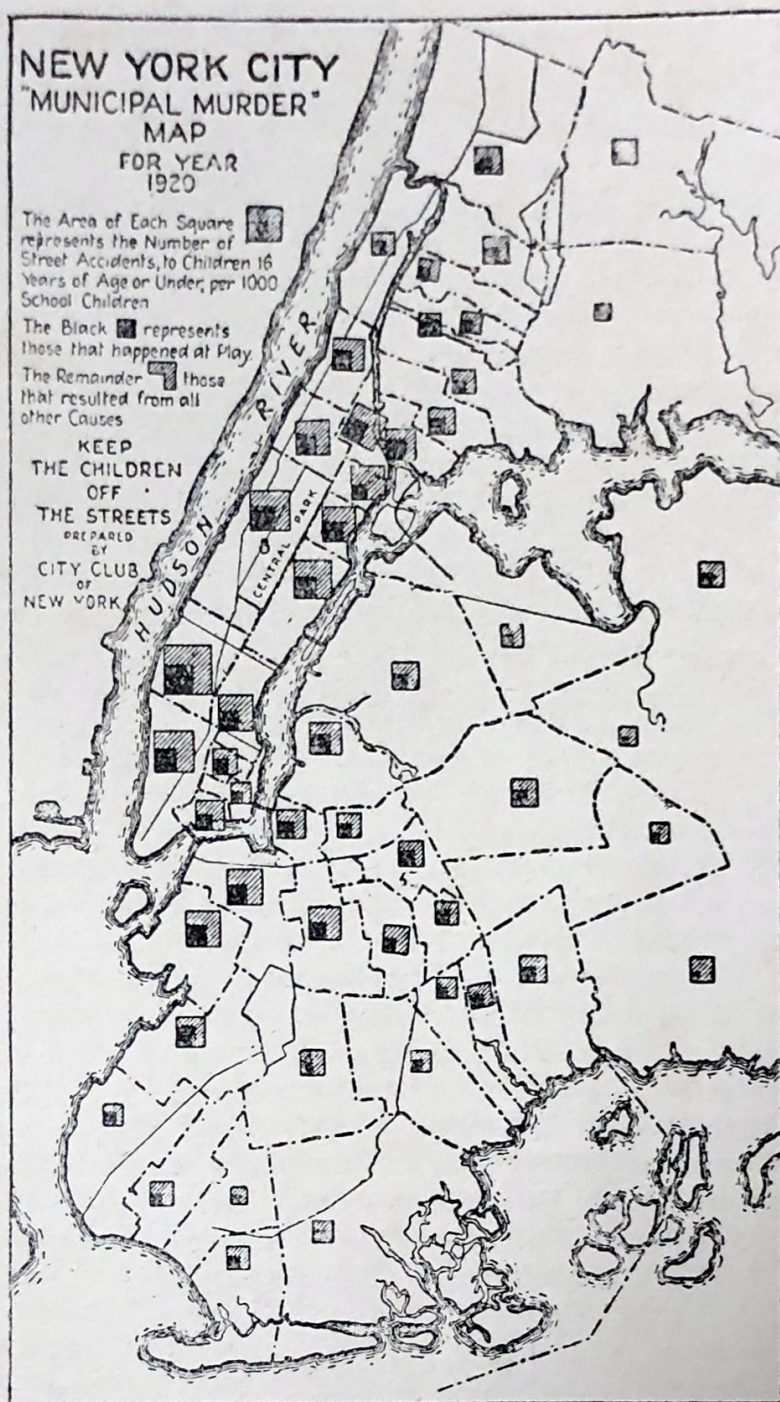 NEW YORK CITY
"MUNICIPAL MURDER"
MAP
FOR YEAR
1920
The Area of Each Square
represents the Number of
Street Accidents, to Children 16
Years of Age or Under, per 1000
School Children
The Black represents
those that happened at Play.
The Remainder those
that resulted from all
other Causes
KEEP
THE CHILDREN
OFF
THE STREETS
PREPARED
BY
CITY CLUB
OF
NEW YORK
HUDSON RIVER
CENTRAL PARK